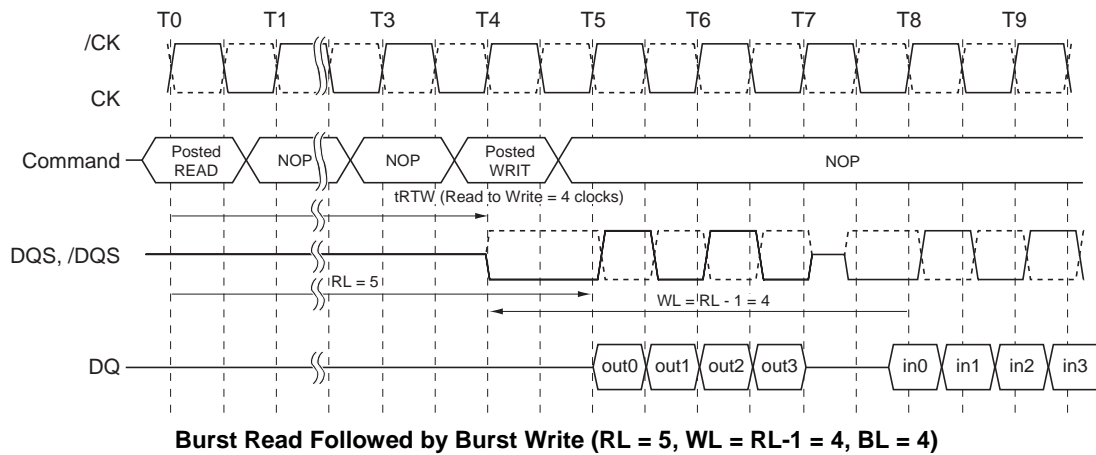 T0 T1 T3 T4 T5 T6 T7 T8 T9
/CK
CK
Command
Posted
READ
NOP
NOP
Posted
WRIT
NOP
tRTW (Read to Write = 4 clocks)
DQS, /DQS
RL = 5
WL = RL - 1 = 4
DQ
out0 out1 out2 out3 in0 in1 in2 in3
Burst Read Followed by Burst Write (RL = 5, WL = RL-1 = 4, BL = 4)